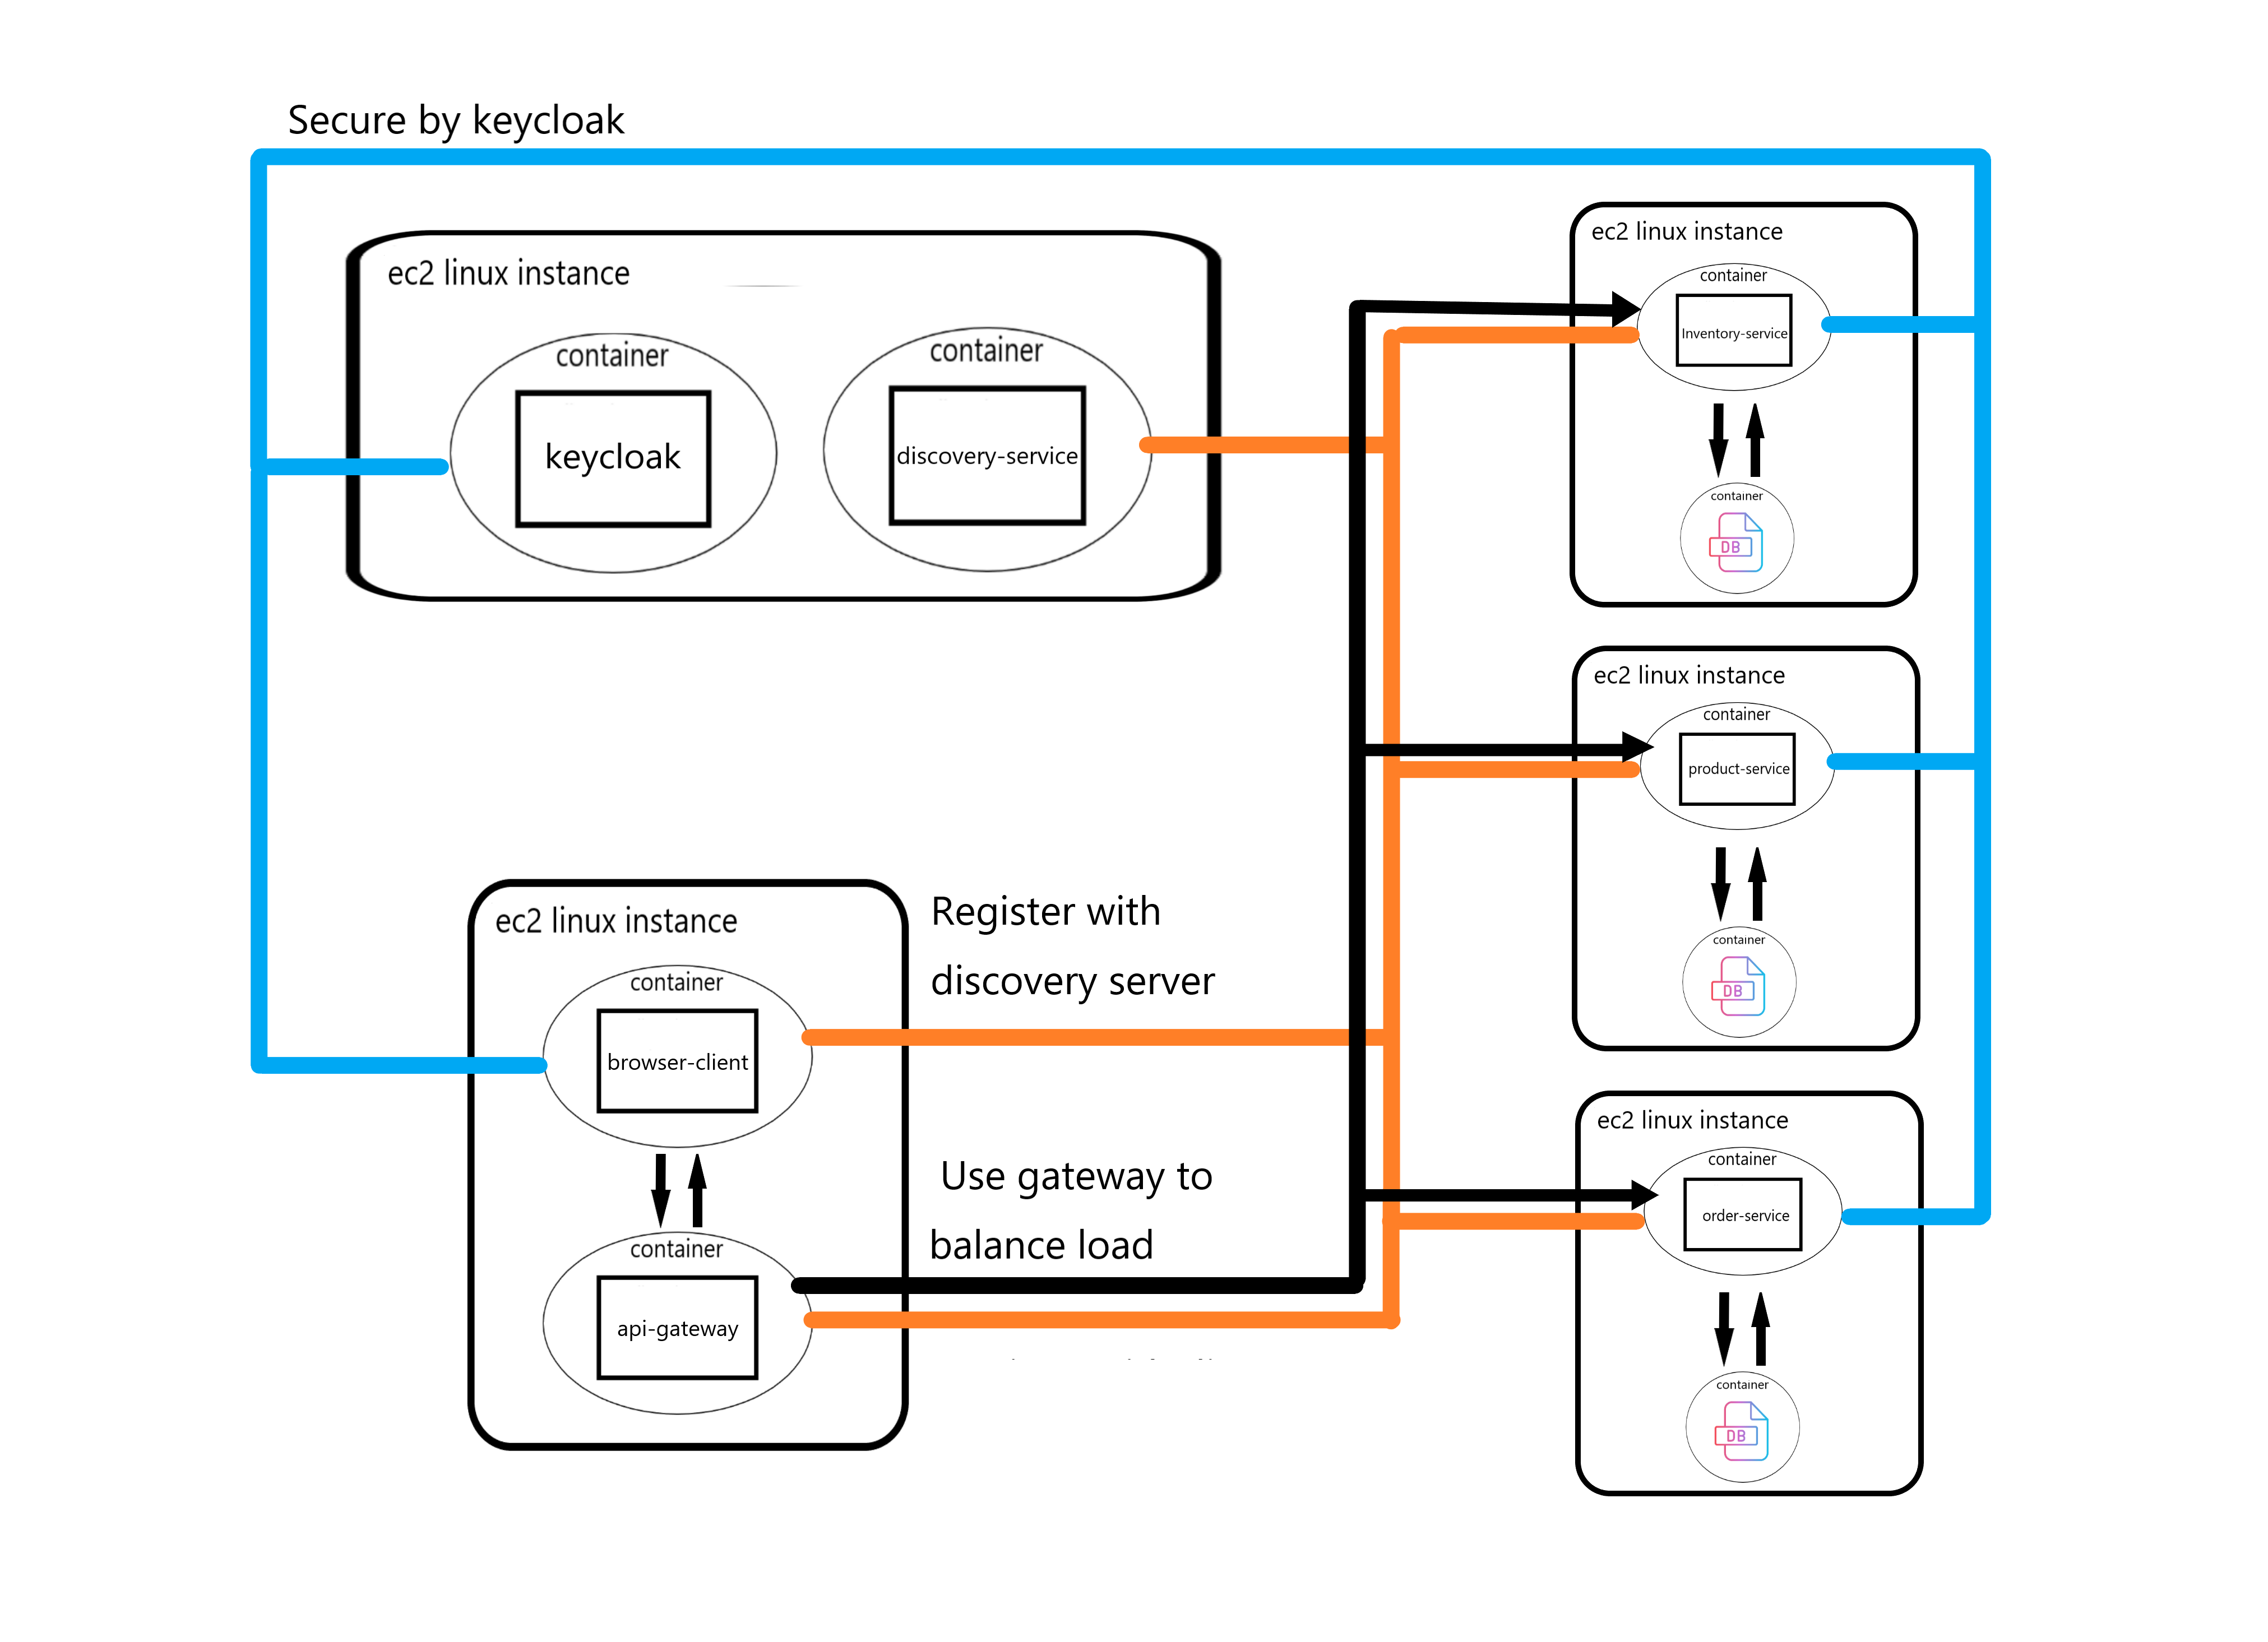 Secure by keycloak
ec2 linux instance
container
keycloak
container
discovery-service
ec2 linux instance
container
Inventory-service
container
DB
ec2 linux instance
container
product-service
container
DB
ec2 linux instance
container
browser-client
container
api-gateway
Register with
discovery server
Use gateway to
balance load
ec2 linux instance
container
order-service
container
DB